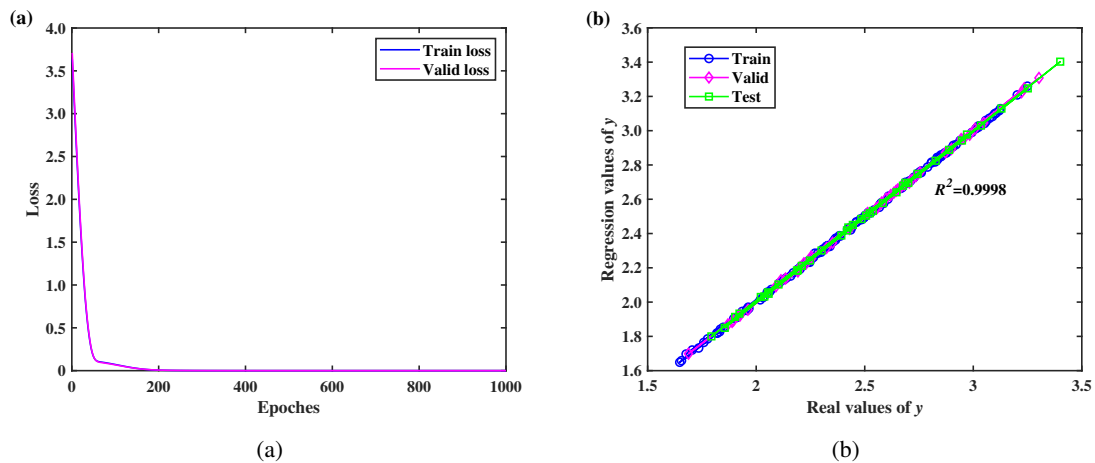 (a)
4.0
3.5
3.0
2.5
2.0
1.5
1.0
0.5
0
Loss
Train loss
Valid loss
0 200 400 600 800 1000
Epoches
(a)
(b)
3.6
3.4
3.2
3.0
2.8
2.6
2.4
2.2
2.0
1.8
1.6
Regression values of y
Train
Valid
Test
R²=0.9998
1.5 2 2.5 3 3.5
Real values of y
(b)